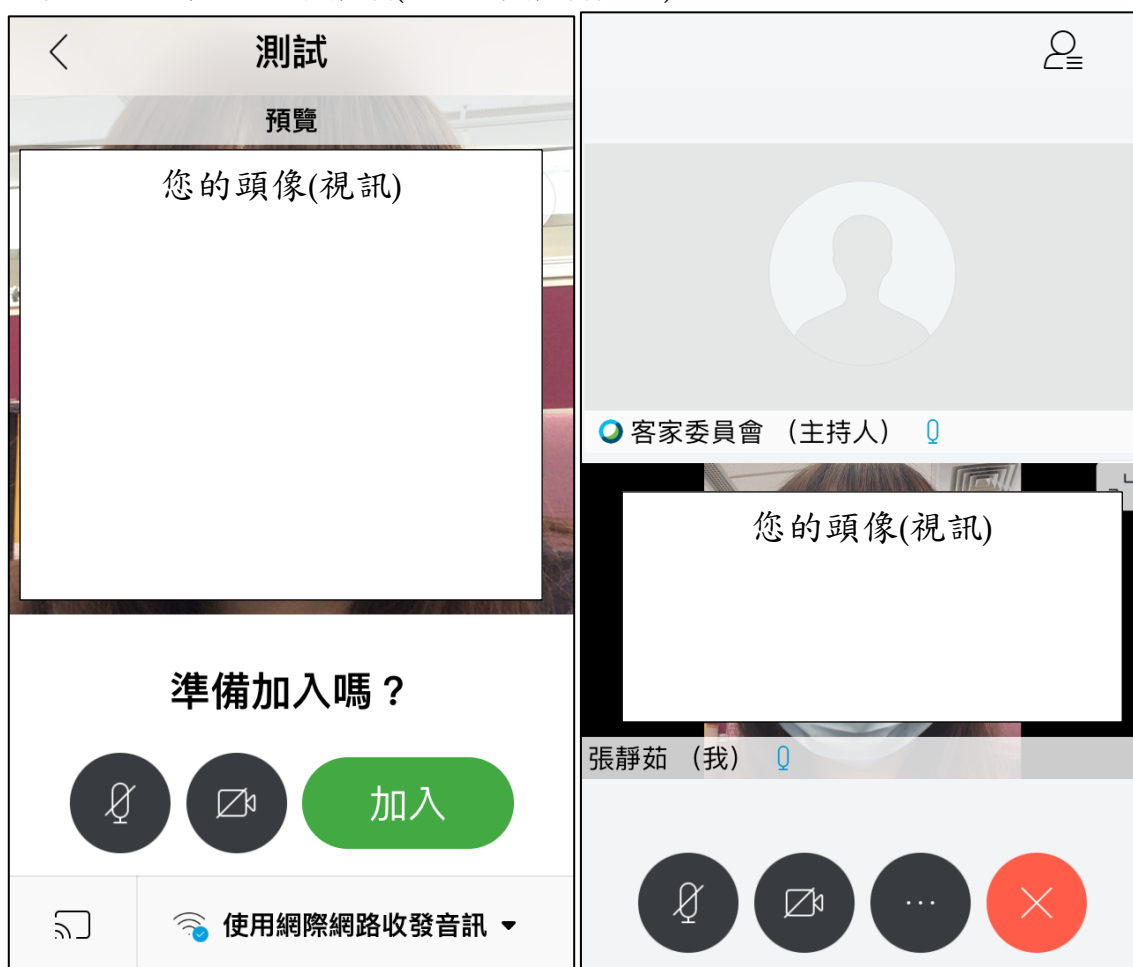 測試
預覽
您的頭像(視訊)
準備加入嗎？
加入
使用網際網路收發音訊
客家委員會 （主持人）
您的頭像(視訊)
張靜茹 （我）